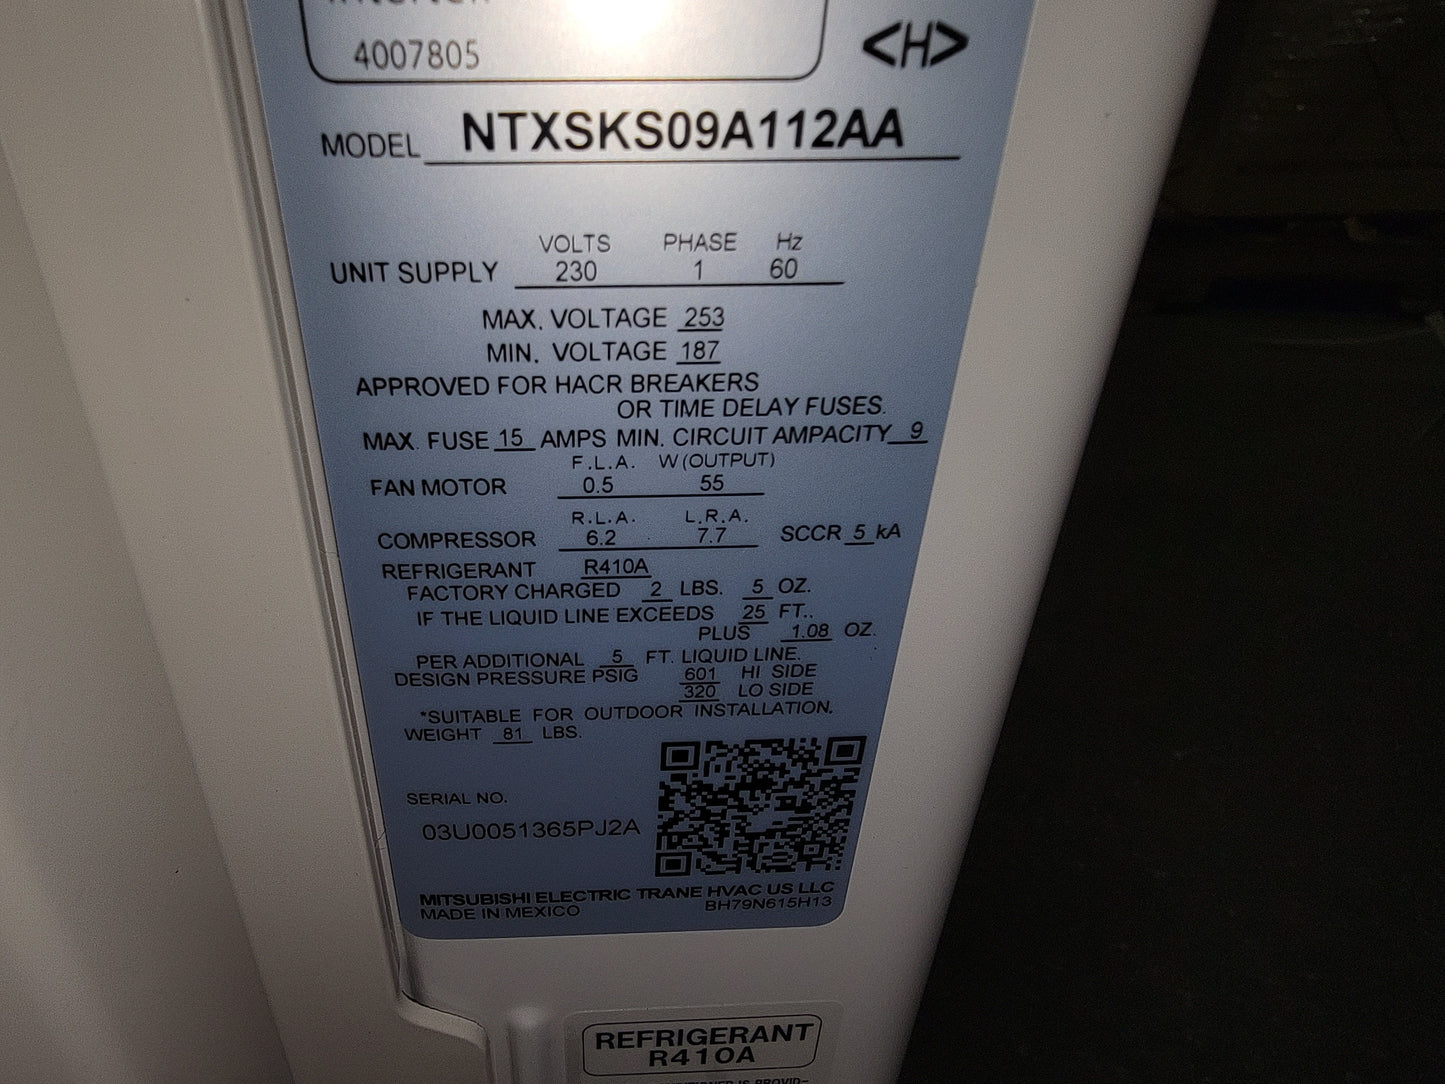 Intertek
4007805
<H>
MODEL NTXSKS09A112AA
VOLTS PHASE Hz
UNIT SUPPLY 230 1 60
MAX. VOLTAGE 253
MIN. VOLTAGE 187
APPROVED FOR HACR BREAKERS
OR TIME DELAY FUSES.
MAX. FUSE 15 AMPS MIN. CIRCUIT AMPACITY 9
F.L.A. W(OUTPUT)
FAN MOTOR 0.5 55
R.L.A. L.R.A.
COMPRESSOR 6.2 7.7 SCCR 5 kA
REFRIGERANT R410A
FACTORY CHARGED 2 LBS. 5 OZ.
IF THE LIQUID LINE EXCEEDS 25 FT..
PLUS 1.08 OZ.
PER ADDITIONAL 5 FT. LIQUID LINE.
DESIGN PRESSURE PSIG 601 HI SIDE
320 LO SIDE
*SUITABLE FOR OUTDOOR INSTALLATION.
WEIGHT 81 LBS.
SERIAL NO.
03U0051365PJ2A
MITSUBISHI ELECTRIC TRANE HVAC US LLC
MADE IN MEXICO BH79N615H13
REFRIGERANT
R410A